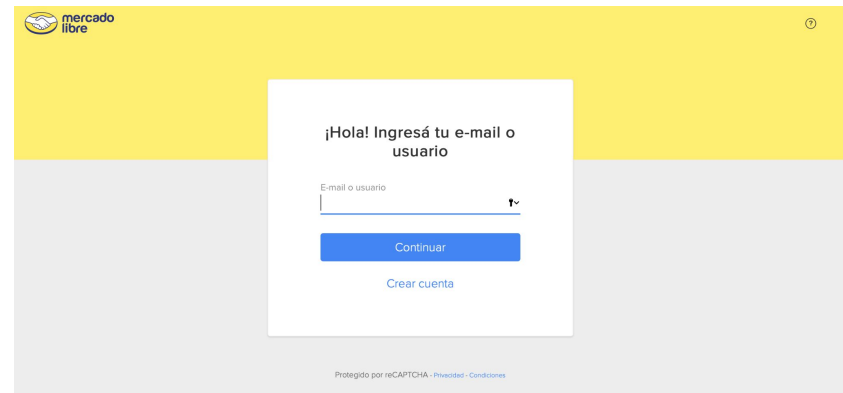 mercado
libre
?
¡Hola! Ingresá tu e-mail o
usuario
E-mail o usuario
Continuar
Crear cuenta
Protegido por reCAPTCHA - Privacidad - Condiciones